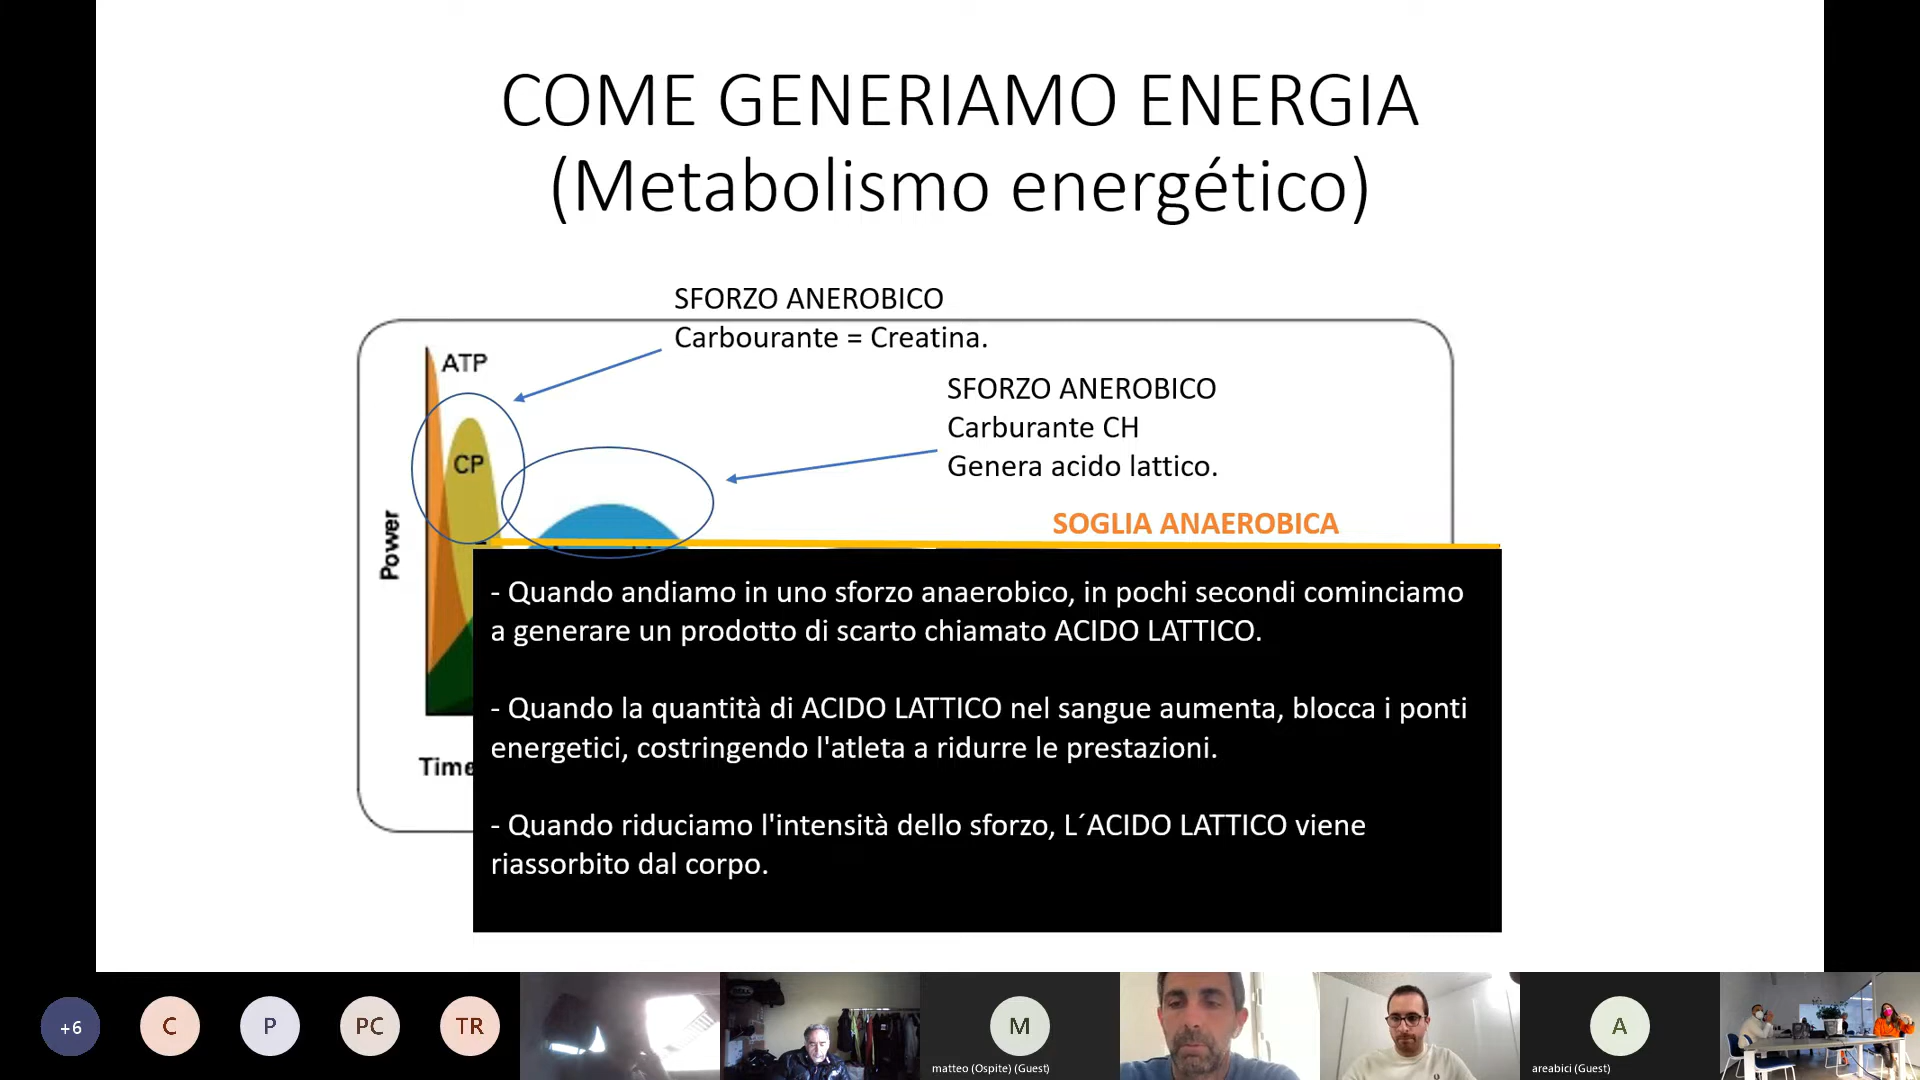 COME GENERIAMO ENERGIA
(Metabolismo energético)
SFORZO ANEROBICO
Carbourante = Creatina.
ATP
SFORZO ANEROBICO
Carburante CH
Genera acido lattico.
CP
SOGLIA ANAEROBICA
Power
- Quando andiamo in uno sforzo anaerobico, in pochi secondi cominciamo
a generare un prodotto di scarto chiamato ACIDO LATTICO.
- Quando la quantità di ACIDO LATTICO nel sangue aumenta, blocca i ponti
energetici, costringendo l'atleta a ridurre le prestazioni.
Time
- Quando riduciamo l'intensità dello sforzo, L´ACIDO LATTICO viene
riassorbito dal corpo.
+6
C
P
PC
TR
M
A
matteo (Ospite) (Guest)
areabici (Guest)